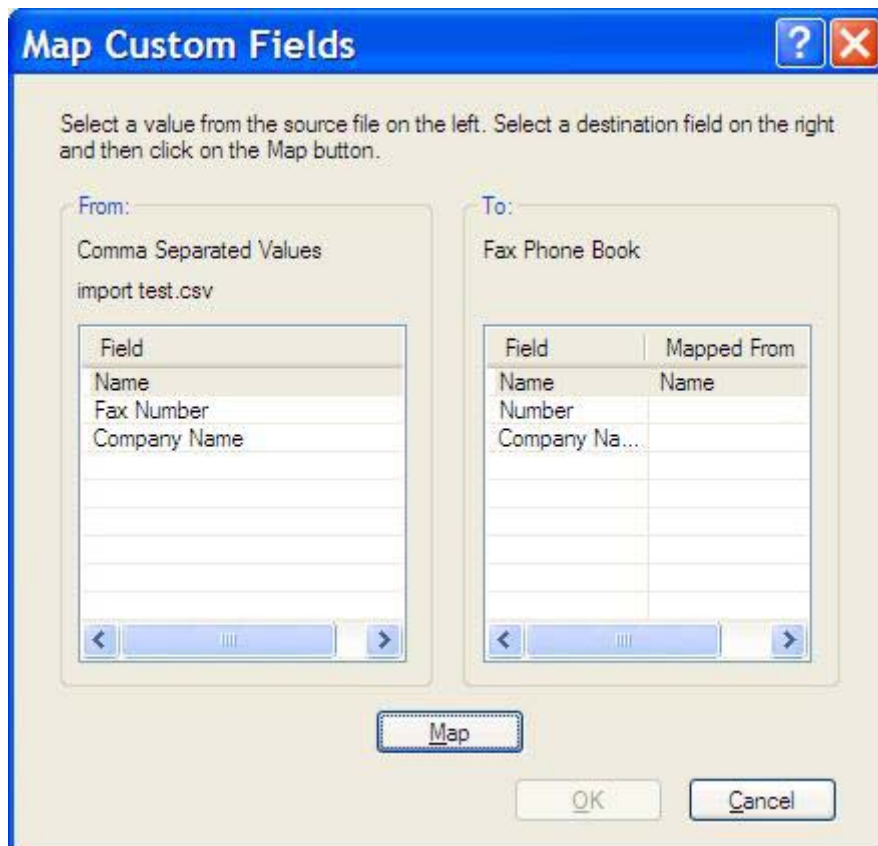 Map Custom Fields
Select a value from the source file on the left. Select a destination field on the right
and then click on the Map button.
From:
Comma Separated Values
import test.csv
Field
Name
Fax Number
Company Name
To:
Fax Phone Book
Field Mapped From
Name Name
Number
Company Na...
Map
OK Cancel